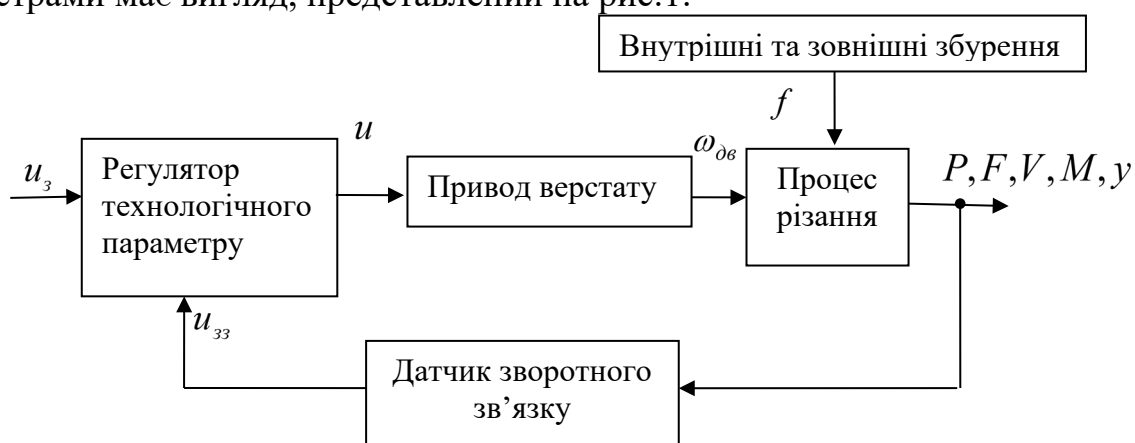 етрами має вигляд, представлений на рис.1.
Внутрішні та зовнішні збурення
f
u
u_з
ω_дв
Регулятор
технологічного
параметру
Привод верстату
Процес
різання
P,F,V,M,y
u_зз
Датчик зворотного
зв’язку